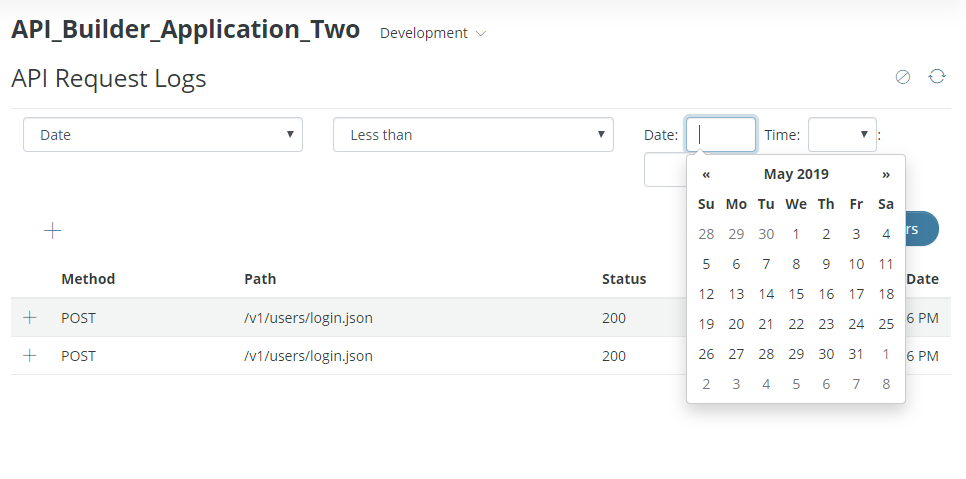 API_Builder_Application_Two Development
API Request Logs
Date Less than Date: Time: :
« May 2019 »
Su Mo Tu We Th Fr Sa
28 29 30 1 2 3 4
5 6 7 8 9 10 11
12 13 14 15 16 17 18
19 20 21 22 23 24 25
26 27 28 29 30 31 1
2 3 4 5 6 7 8
rs
Method Path Status Date
POST /v1/users/login.json 200 6 PM
POST /v1/users/login.json 200 6 PM